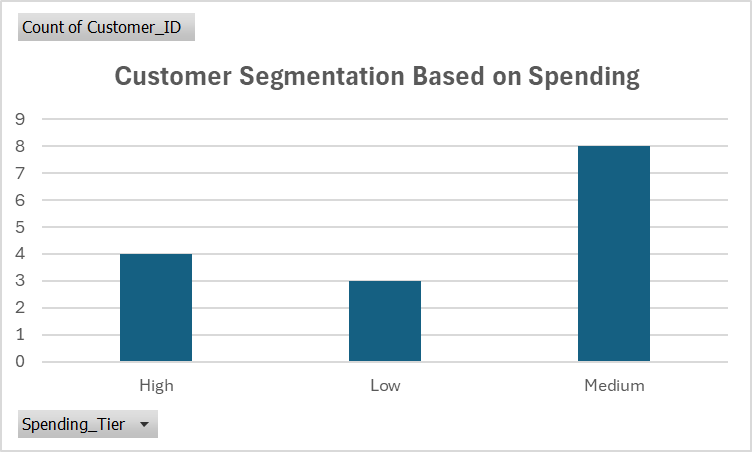 Count of Customer_ID
Customer Segmentation Based on Spending
9
8
7
6
5
4
3
2
1
0
High Low Medium
Spending_Tier